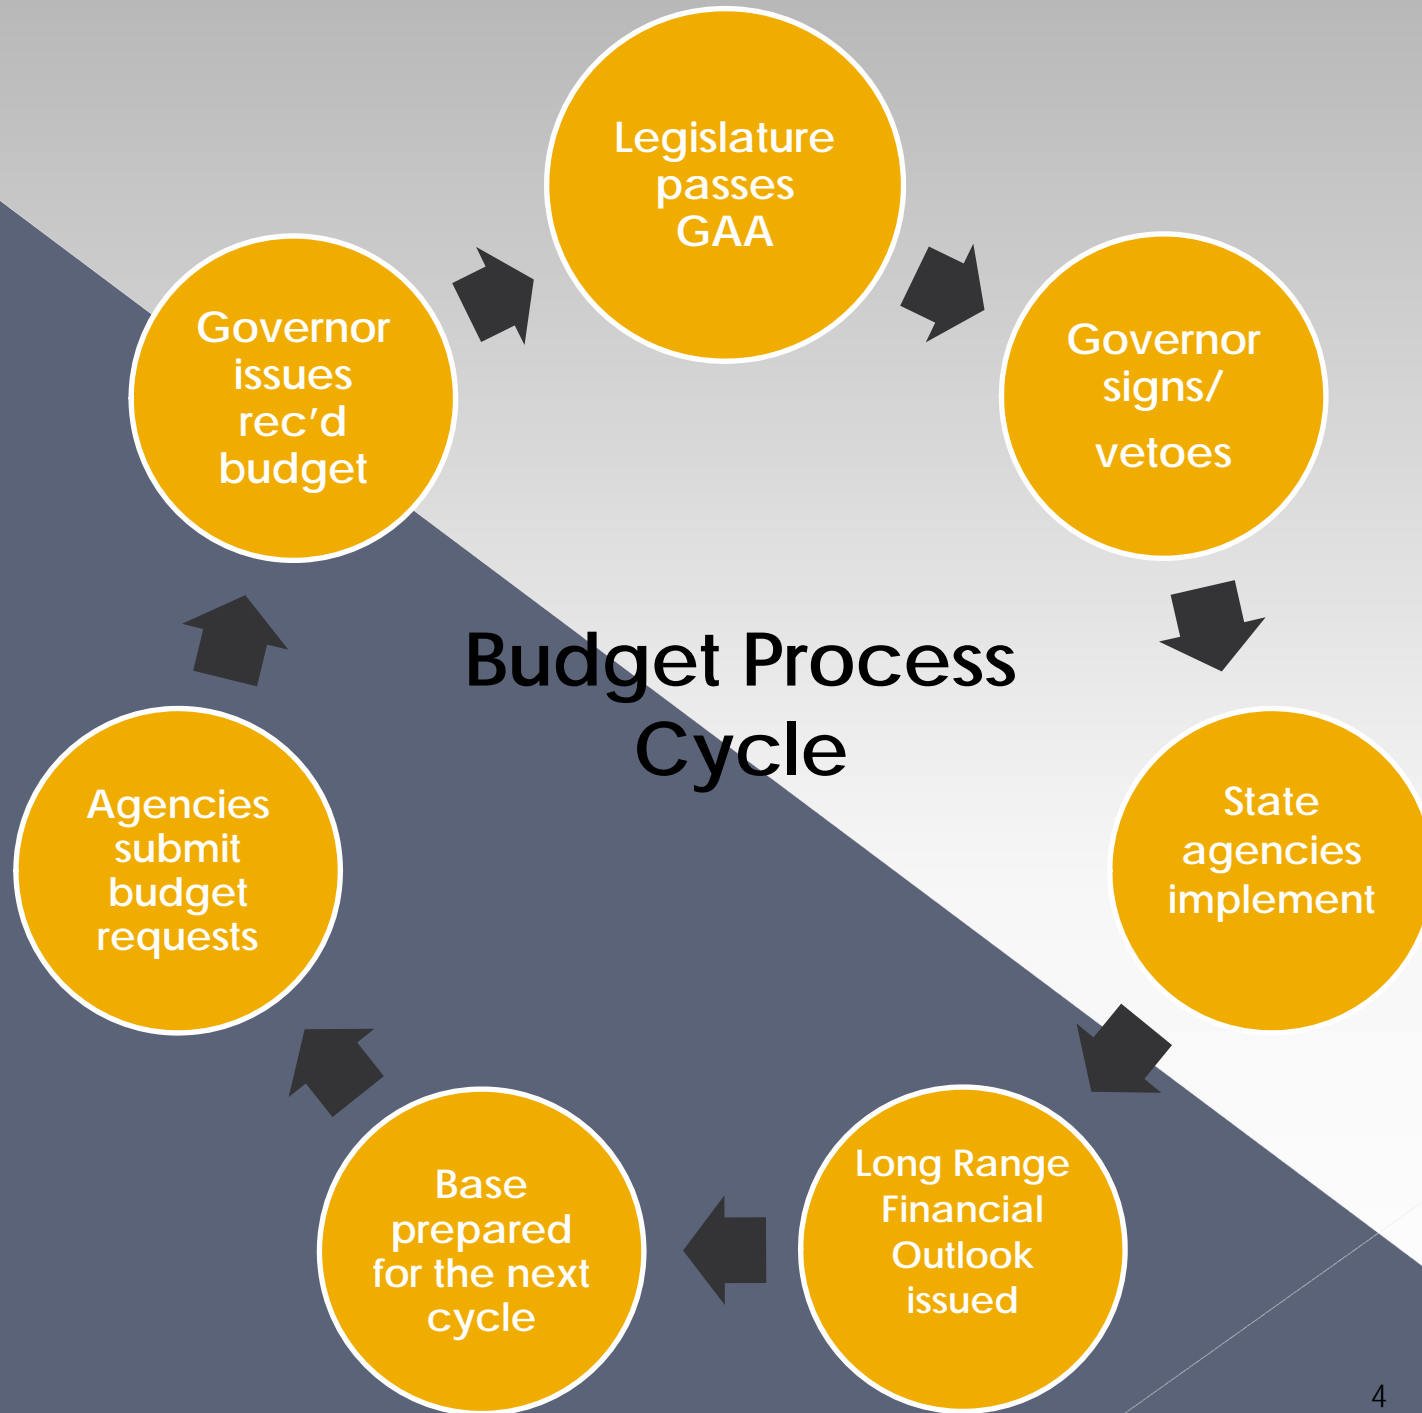 Legislature
passes
GAA
Governor
signs/
vetoes
State
agencies
implement
Long Range
Financial
Outlook
issued
Base
prepared
for the next
cycle
Agencies
submit
budget
requests
Governor
issues
rec’d
budget
Budget Process
Cycle
4